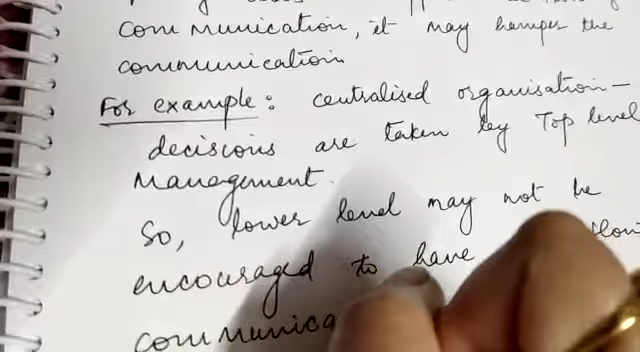 communication, it may hamper the
communication
For example: centralised organisation –
decisions are taken by Top level
Management.
So, lower level may not be
encouraged to have
communica